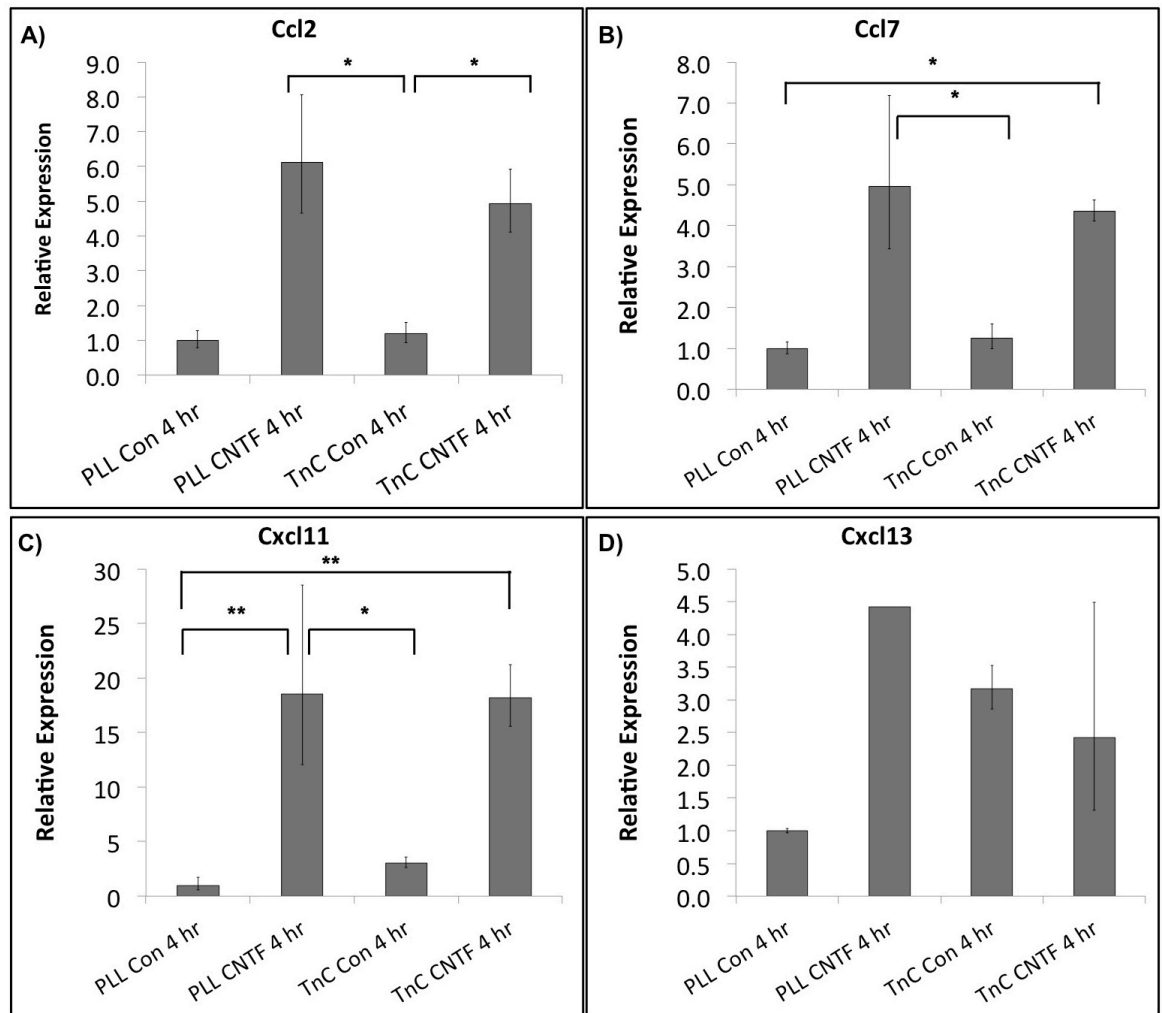 A)
Ccl2
Relative Expression
9.0
8.0
7.0
6.0
5.0
4.0
3.0
2.0
1.0
0.0
*
*
PLL Con 4 hr
PLL CNTF 4 hr
TnC Con 4 hr
TnC CNTF 4 hr
B)
Ccl7
Relative Expression
8.0
7.0
6.0
5.0
4.0
3.0
2.0
1.0
0.0
*
*
PLL Con 4 hr
PLL CNTF 4 hr
TnC Con 4 hr
TnC CNTF 4 hr
C)
Cxcl11
Relative Expression
30
25
20
15
10
5
0
**
**
*
PLL Con 4 hr
PLL CNTF 4 hr
TnC Con 4 hr
TnC CNTF 4 hr
D)
Cxcl13
Relative Expression
5.0
4.5
4.0
3.5
3.0
2.5
2.0
1.5
1.0
0.5
0.0
PLL Con 4 hr
PLL CNTF 4 hr
TnC Con 4 hr
TnC CNTF 4 hr